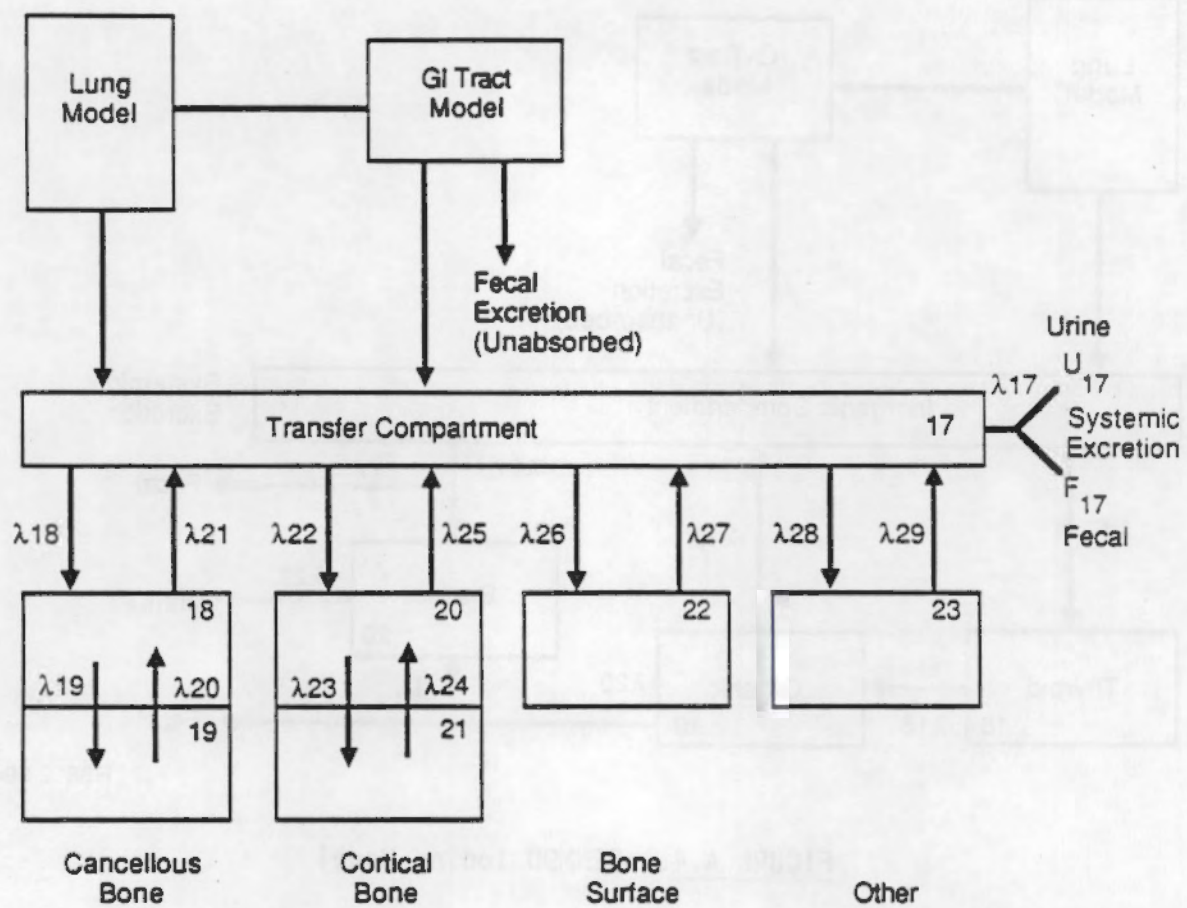 Lung
Model
GI Tract
Model
Fecal
Excretion
(Unabsorbed)
Urine
U17
λ17
Systemic
Excretion
F17
Fecal
Transfer Compartment
17
λ18
λ21
λ22
λ25
λ26
λ27
λ28
λ29
18
20
22
23
λ19
λ20
λ23
λ24
19
21
Cancellous
Bone
Cortical
Bone
Bone
Surface
Other